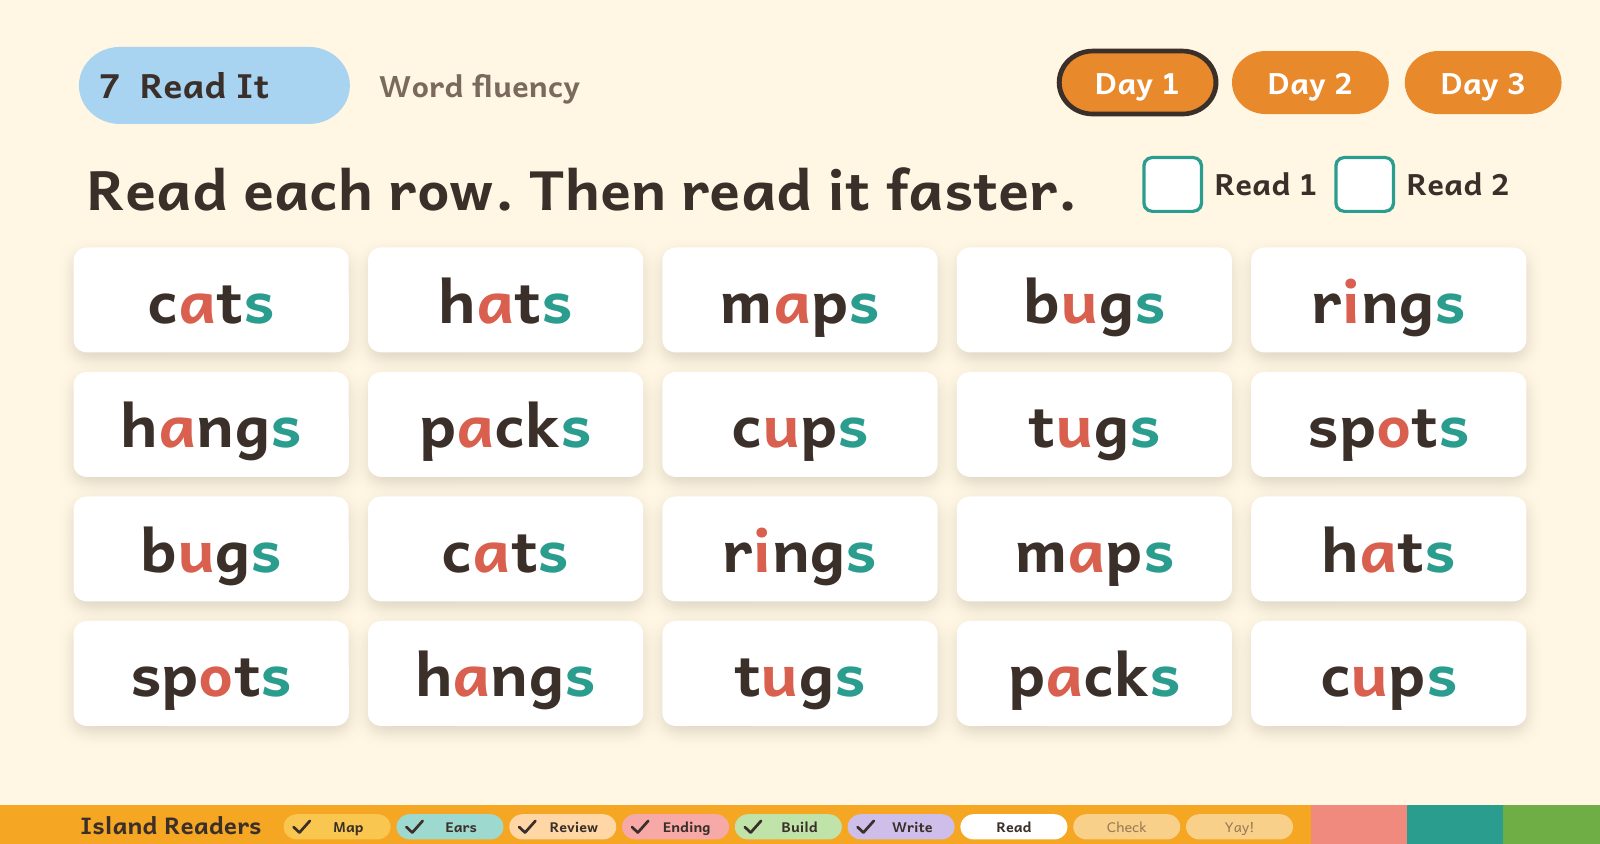 7 Read It
Word fluency
Day 1
Day 2
Day 3
Read each row. Then read it faster.
Read 1
Read 2
cats hats maps bugs rings
hangs packs cups tugs spots
bugs cats rings maps hats
spots hangs tugs packs cups
Island Readers
Map
Ears
Review
Ending
Build
Write
Read
Check
Yay!